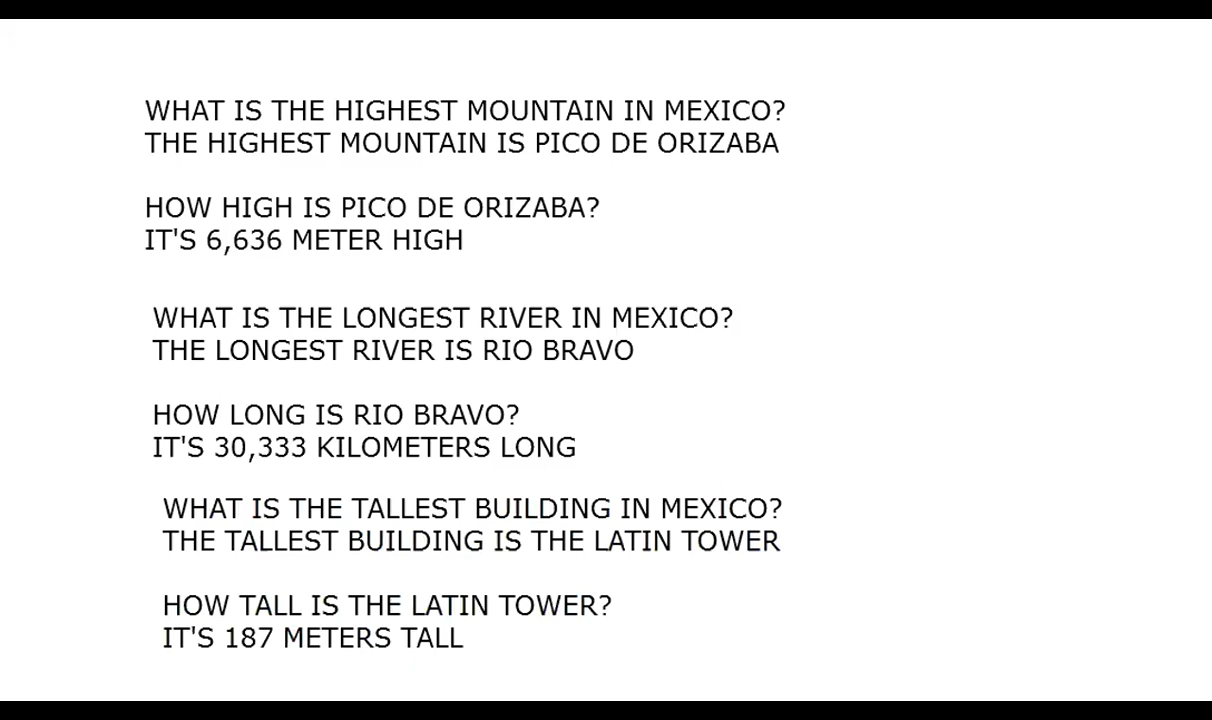 WHAT IS THE HIGHEST MOUNTAIN IN MEXICO?
THE HIGHEST MOUNTAIN IS PICO DE ORIZABA
HOW HIGH IS PICO DE ORIZABA?
IT'S 6,636 METER HIGH
WHAT IS THE LONGEST RIVER IN MEXICO?
THE LONGEST RIVER IS RIO BRAVO
HOW LONG IS RIO BRAVO?
IT'S 30,333 KILOMETERS LONG
WHAT IS THE TALLEST BUILDING IN MEXICO?
THE TALLEST BUILDING IS THE LATIN TOWER
HOW TALL IS THE LATIN TOWER?
IT'S 187 METERS TALL